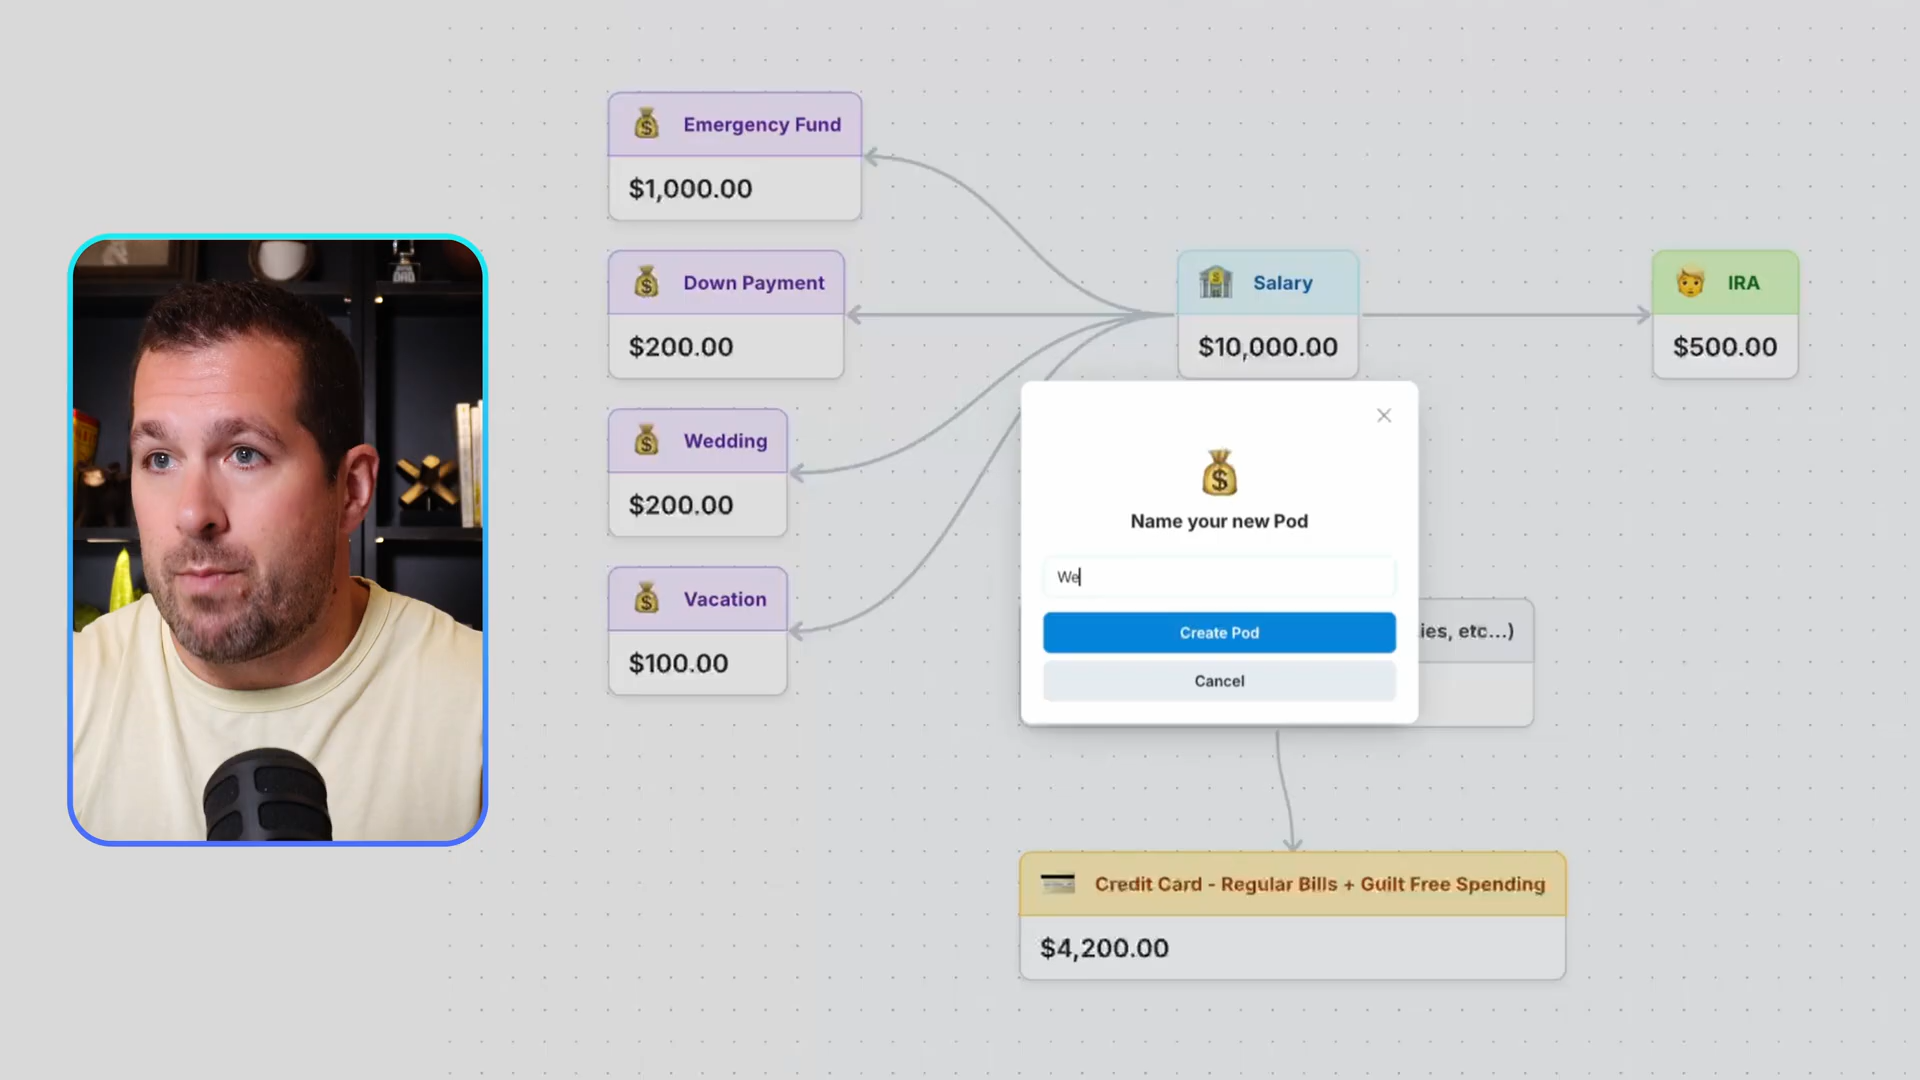 Emergency Fund
$1,000.00
Down Payment
$200.00
Salary
$10,000.00
IRA
$500.00
Wedding
$200.00
Name your new Pod
We
Vacation
$100.00
Create Pod
ies, etc...)
Cancel
Credit Card - Regular Bills + Guilt Free Spending
$4,200.00
DAD